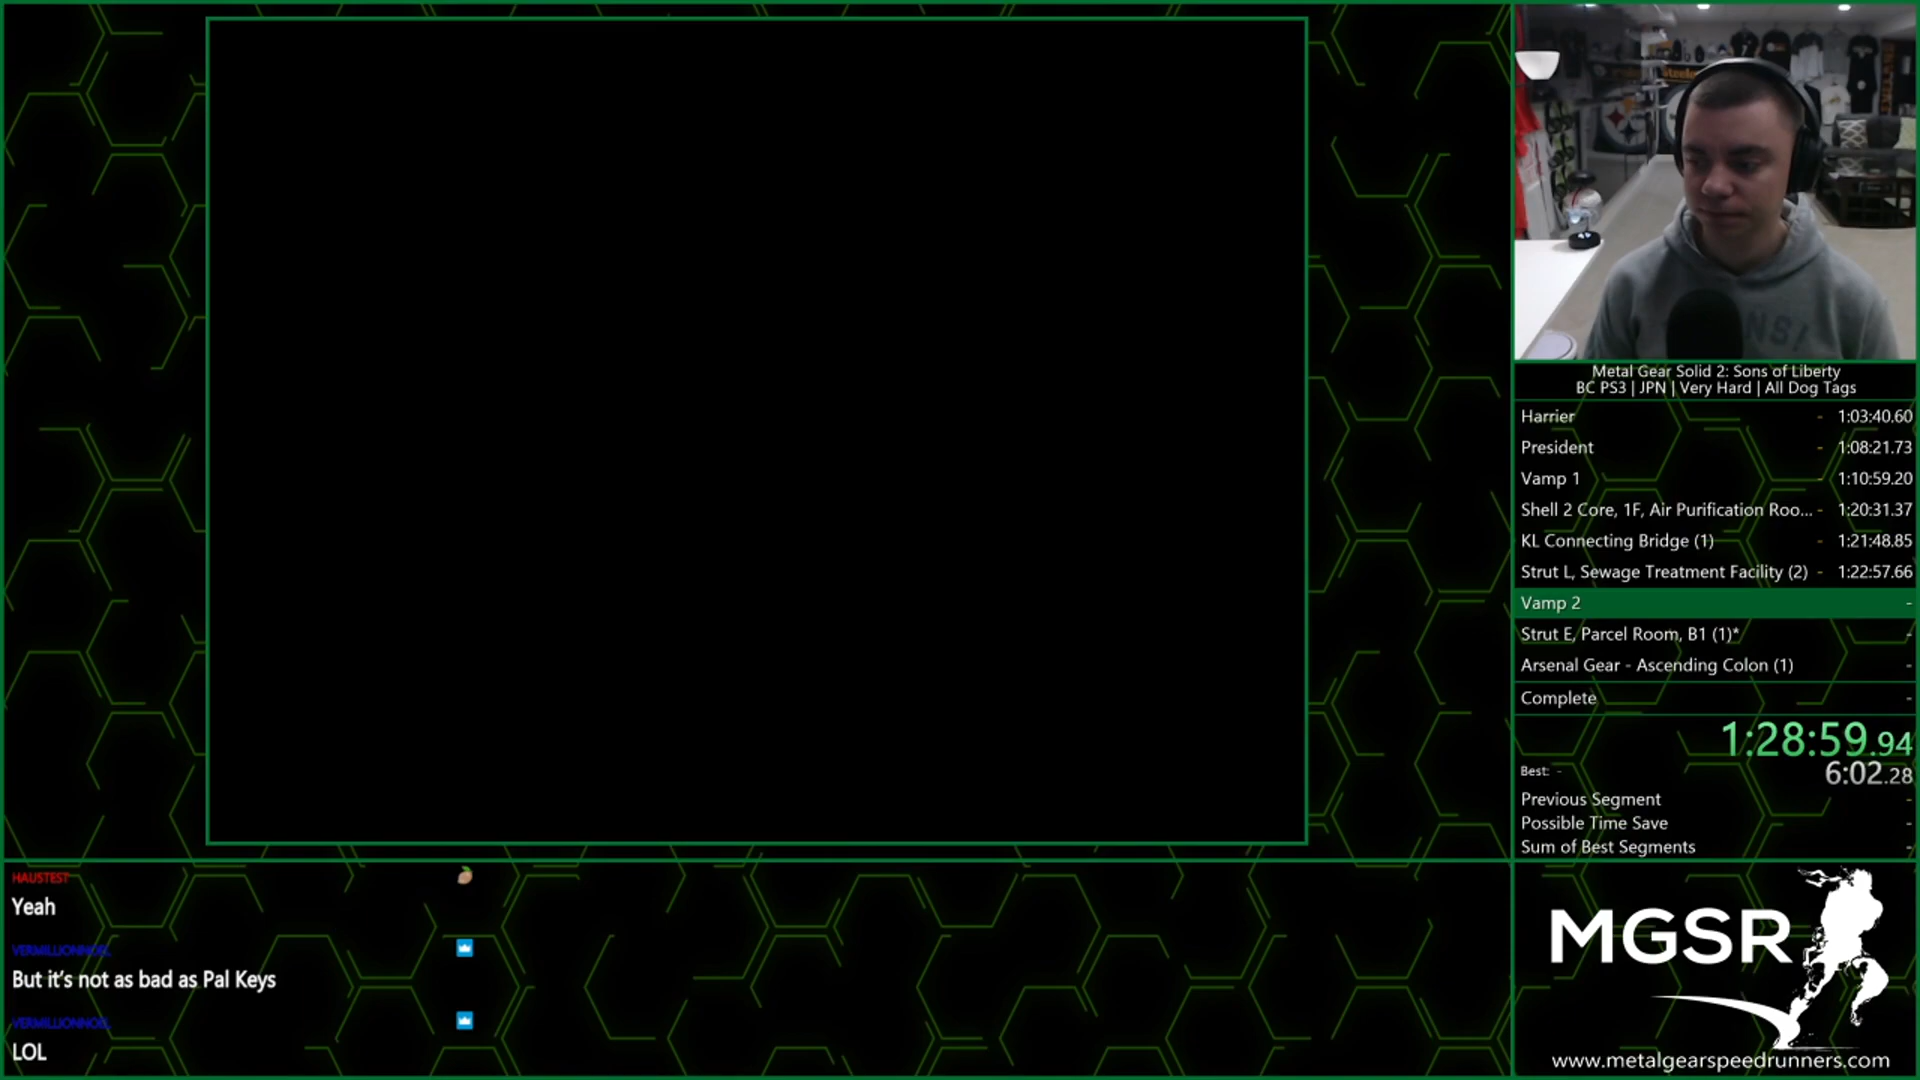 Steele
NS!
Metal Gear Solid 2: Sons of Liberty
BC PS3 | JPN | Very Hard | All Dog Tags
Harrier - 1:03:40.60
President - 1:08:21.73
Vamp 1 - 1:10:59.20
Shell 2 Core, 1F, Air Purification Roo... - 1:20:31.37
KL Connecting Bridge (1) - 1:21:48.85
Strut L, Sewage Treatment Facility (2) - 1:22:57.66
Vamp 2 -
Strut E, Parcel Room, B1 (1)* -
Arsenal Gear - Ascending Colon (1) -
Complete -
1:28:59.94
Best: - 6:02.28
Previous Segment -
Possible Time Save -
Sum of Best Segments -
HAUSTEST
Yeah
VERMILLIONNOEL
But it's not as bad as Pal Keys
VERMILLIONNOEL
LOL
MGSR
www.metalgearspeedrunners.com